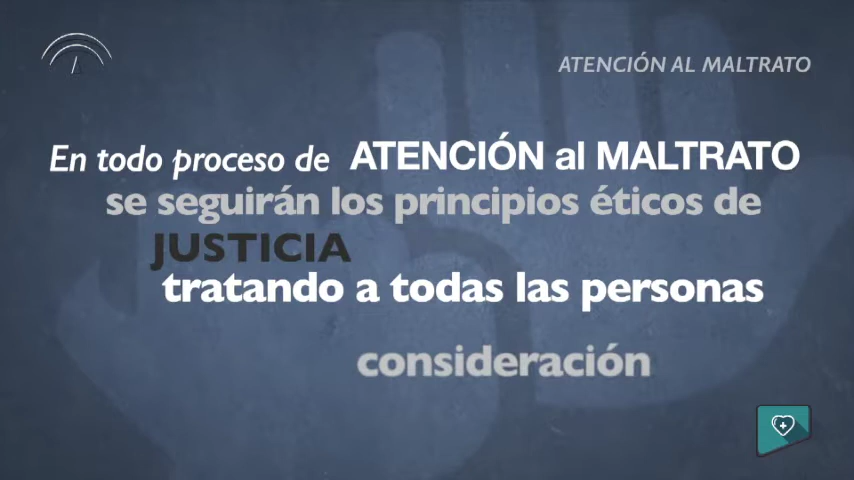 ATENCIÓN AL MALTRATO
En todo proceso de ATENCIÓN al MALTRATO
se seguirán los principios éticos de
JUSTICIA
tratando a todas las personas
consideración